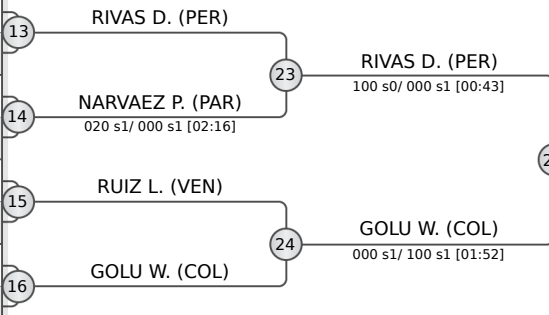 RIVAS D. (PER)
13
23
RIVAS D. (PER)
100 s0/ 000 s1 [00:43]
NARVAEZ P. (PAR)
14
020 s1/ 000 s1 [02:16]
RUIZ L. (VEN)
15
24
GOLU W. (COL)
000 s1/ 100 s1 [01:52]
GOLU W. (COL)
16